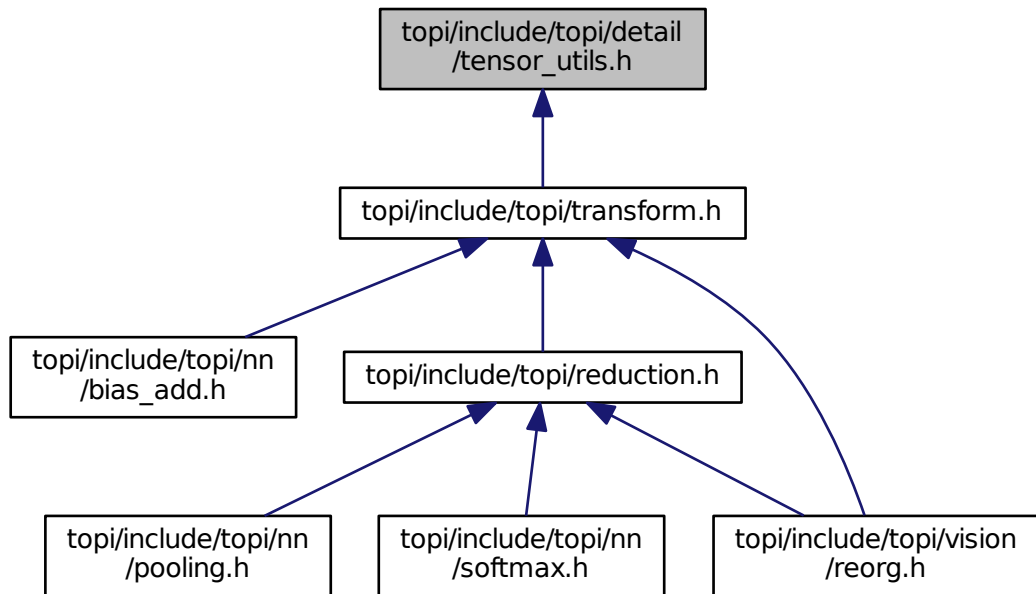 topi/include/topi/detail
/tensor_utils.h
topi/include/topi/transform.h
topi/include/topi/nn
/bias_add.h
topi/include/topi/reduction.h
topi/include/topi/nn
/pooling.h
topi/include/topi/nn
/softmax.h
topi/include/topi/vision
/reorg.h